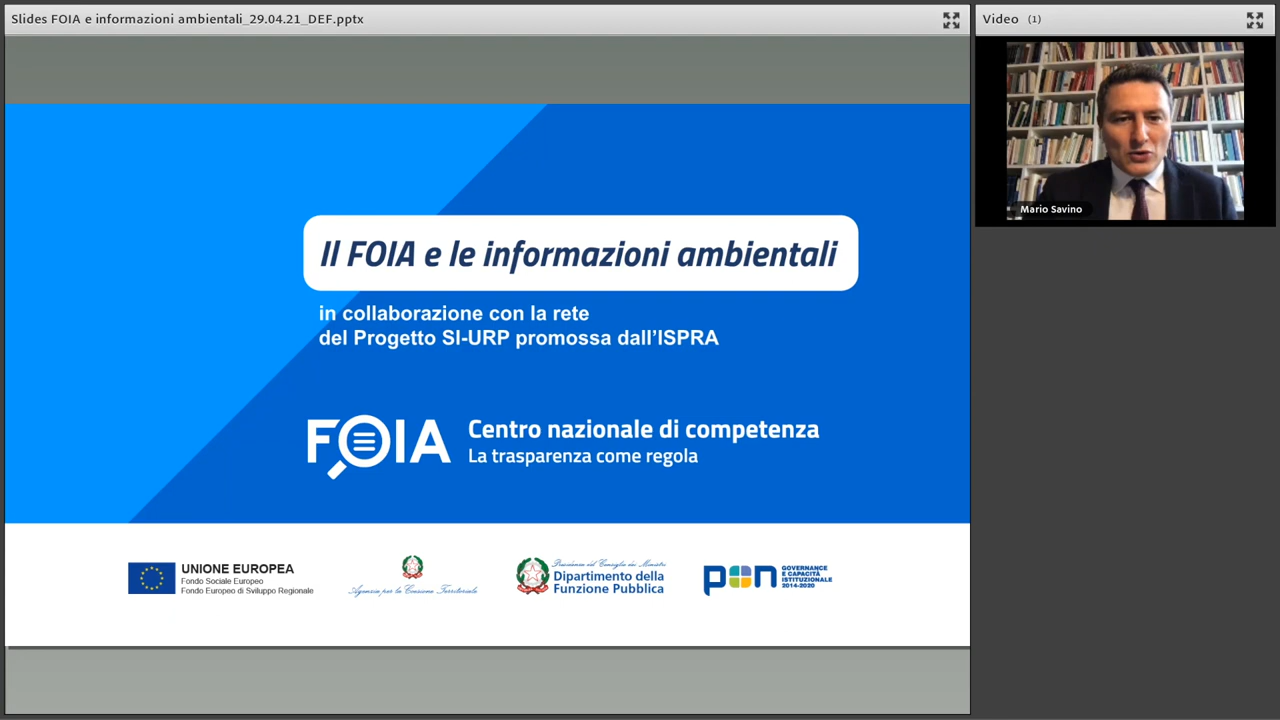 Slides FOIA e informazioni ambientali_29.04.21_DEF.pptx
Video (1)
Mario Savino
Il FOIA e le informazioni ambientali
in collaborazione con la rete
del Progetto SI-URP promossa dall'ISPRA
FOIA
Centro nazionale di competenza
La trasparenza come regola
UNIONE EUROPEA
Fondo Sociale Europeo
Fondo Europeo di Sviluppo Regionale
Agenzia per la Coesione Territoriale
Presidenza del Consiglio dei Ministri
Dipartimento della
Funzione Pubblica
pon
GOVERNANCE
E CAPACITÀ
ISTITUZIONALE
2014-2020